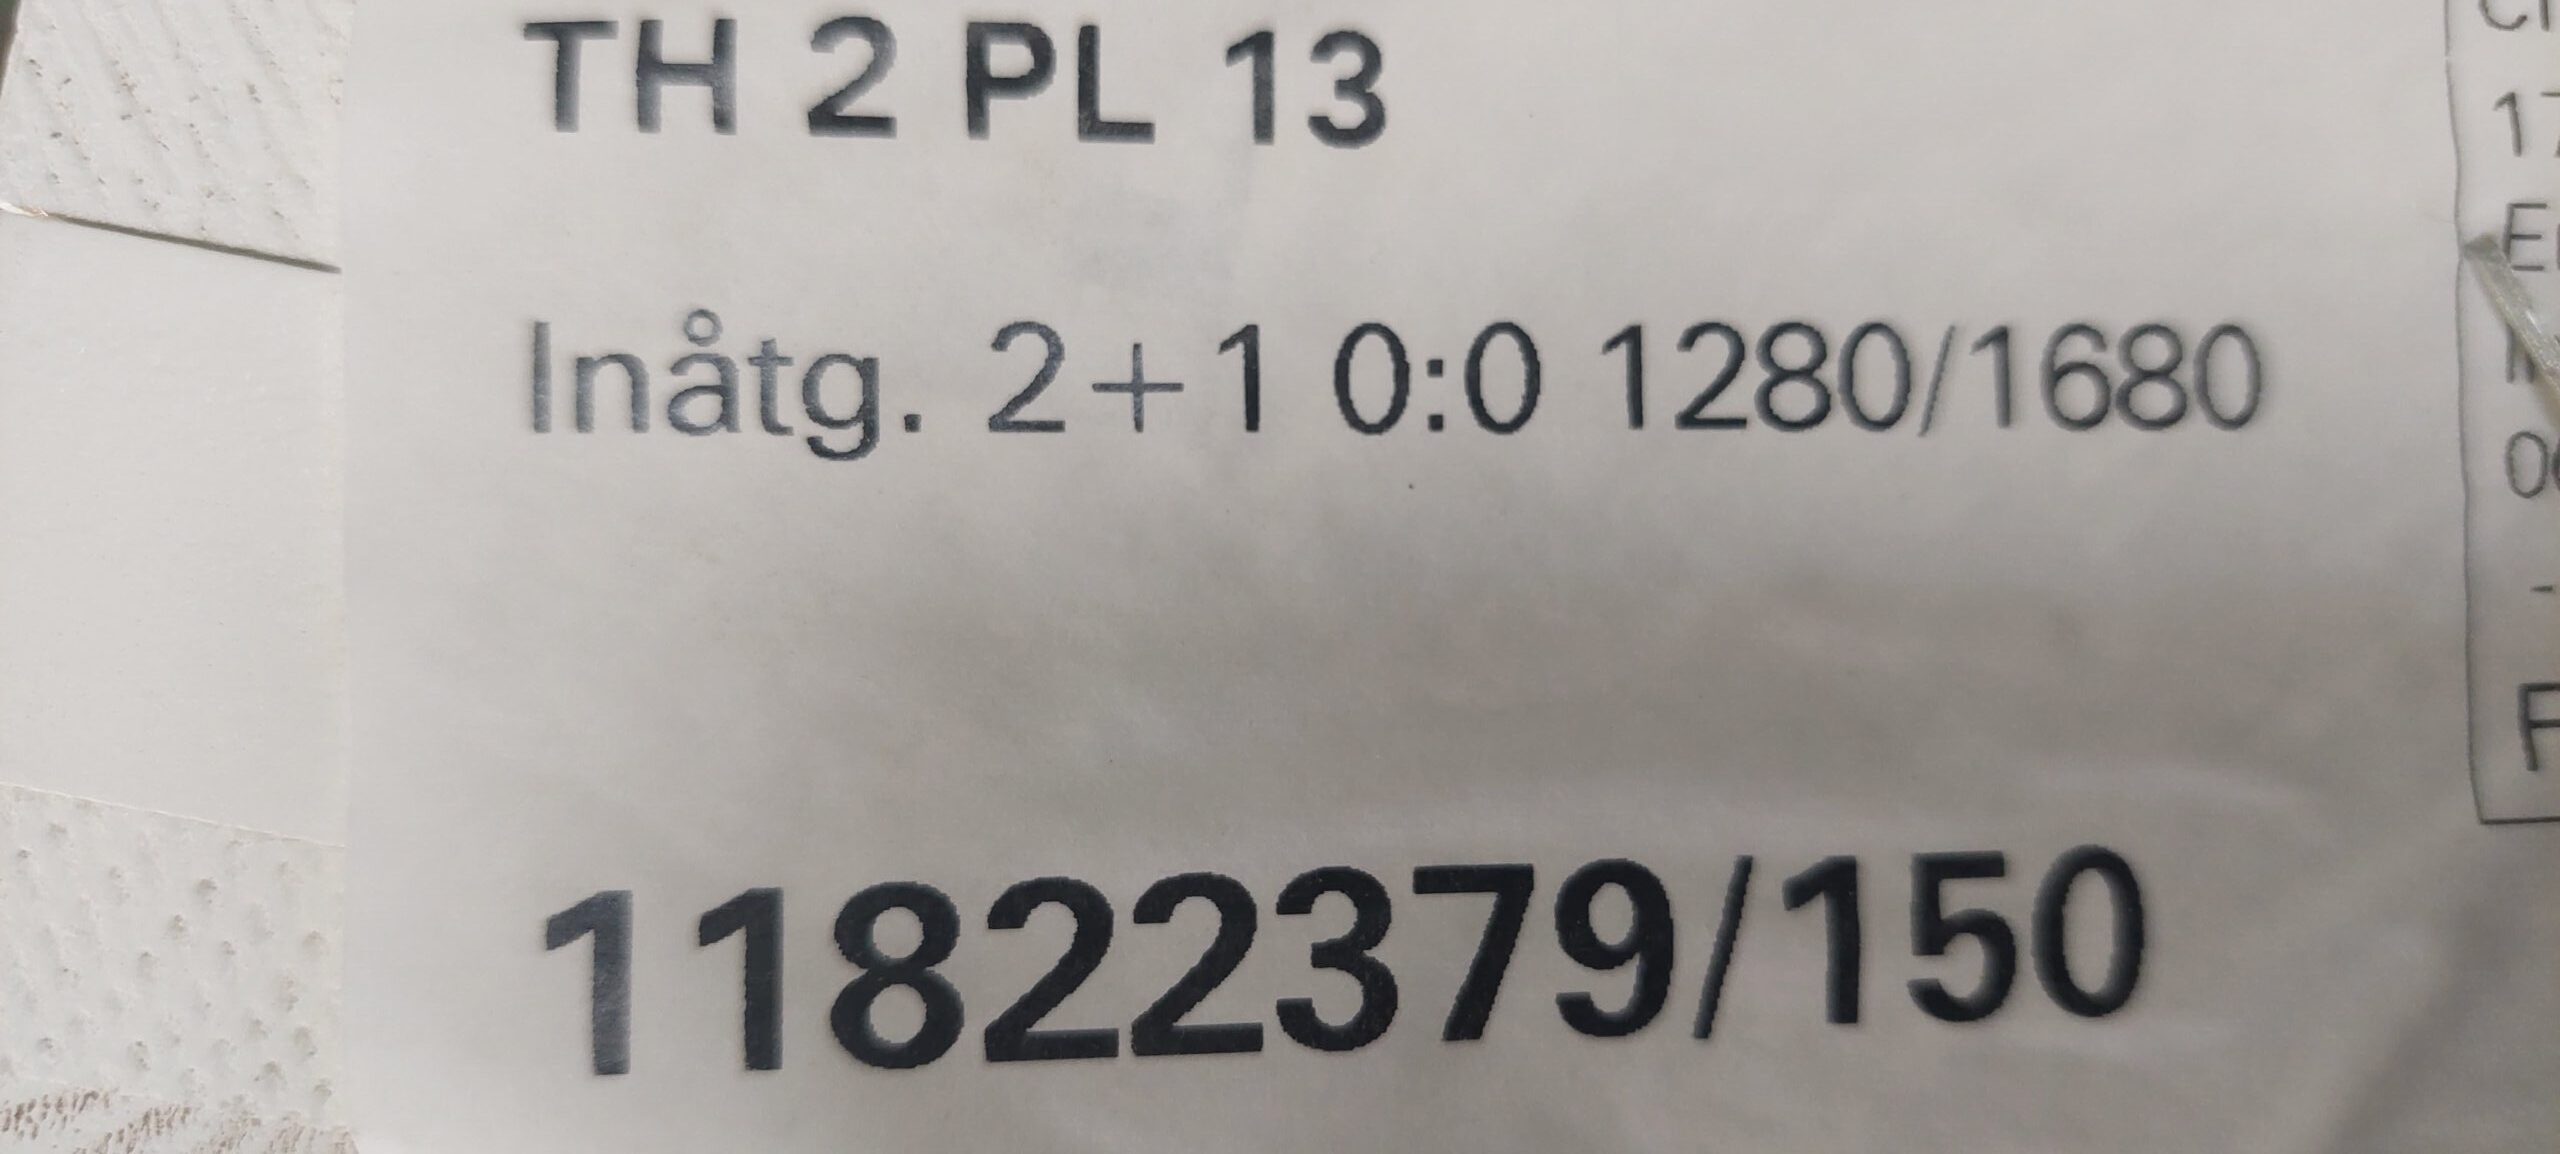 TH 2 PL 13
Inåtg. 2+1 0:0 1280/1680
11822379/150